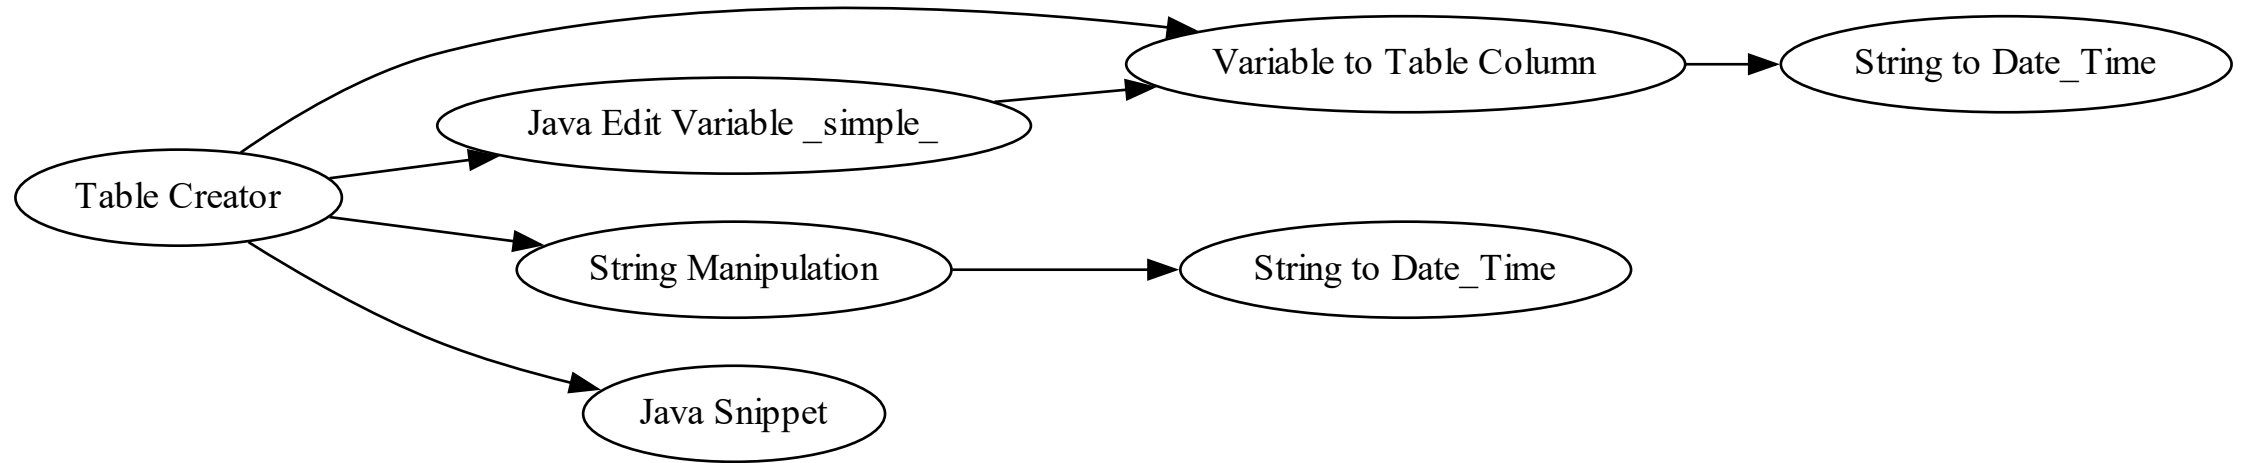 Table Creator
Java Edit Variable _simple_
Variable to Table Column
String to Date_Time
String Manipulation
String to Date_Time
Java Snippet